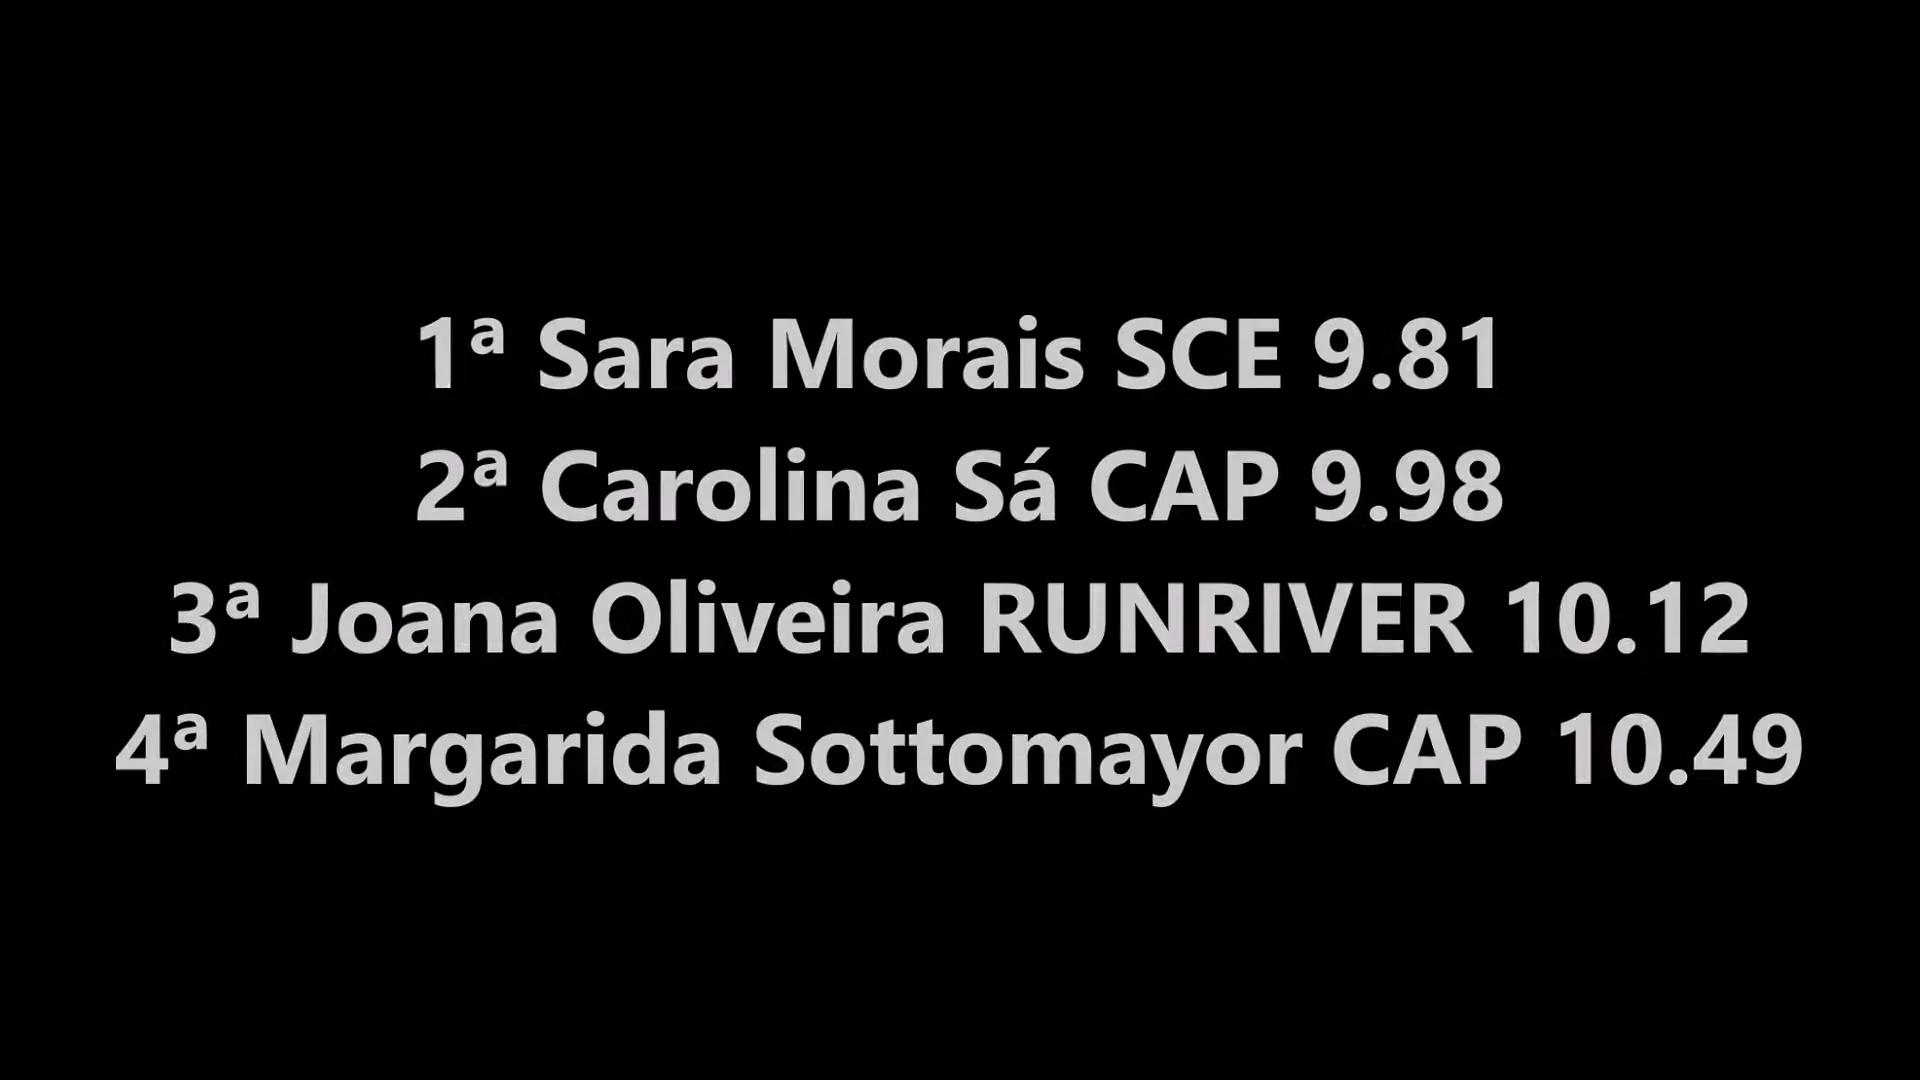 1ª Sara Morais SCE 9.81
2ª Carolina Sá CAP 9.98
3ª Joana Oliveira RUNRIVER 10.12
4ª Margarida Sottomayor CAP 10.49